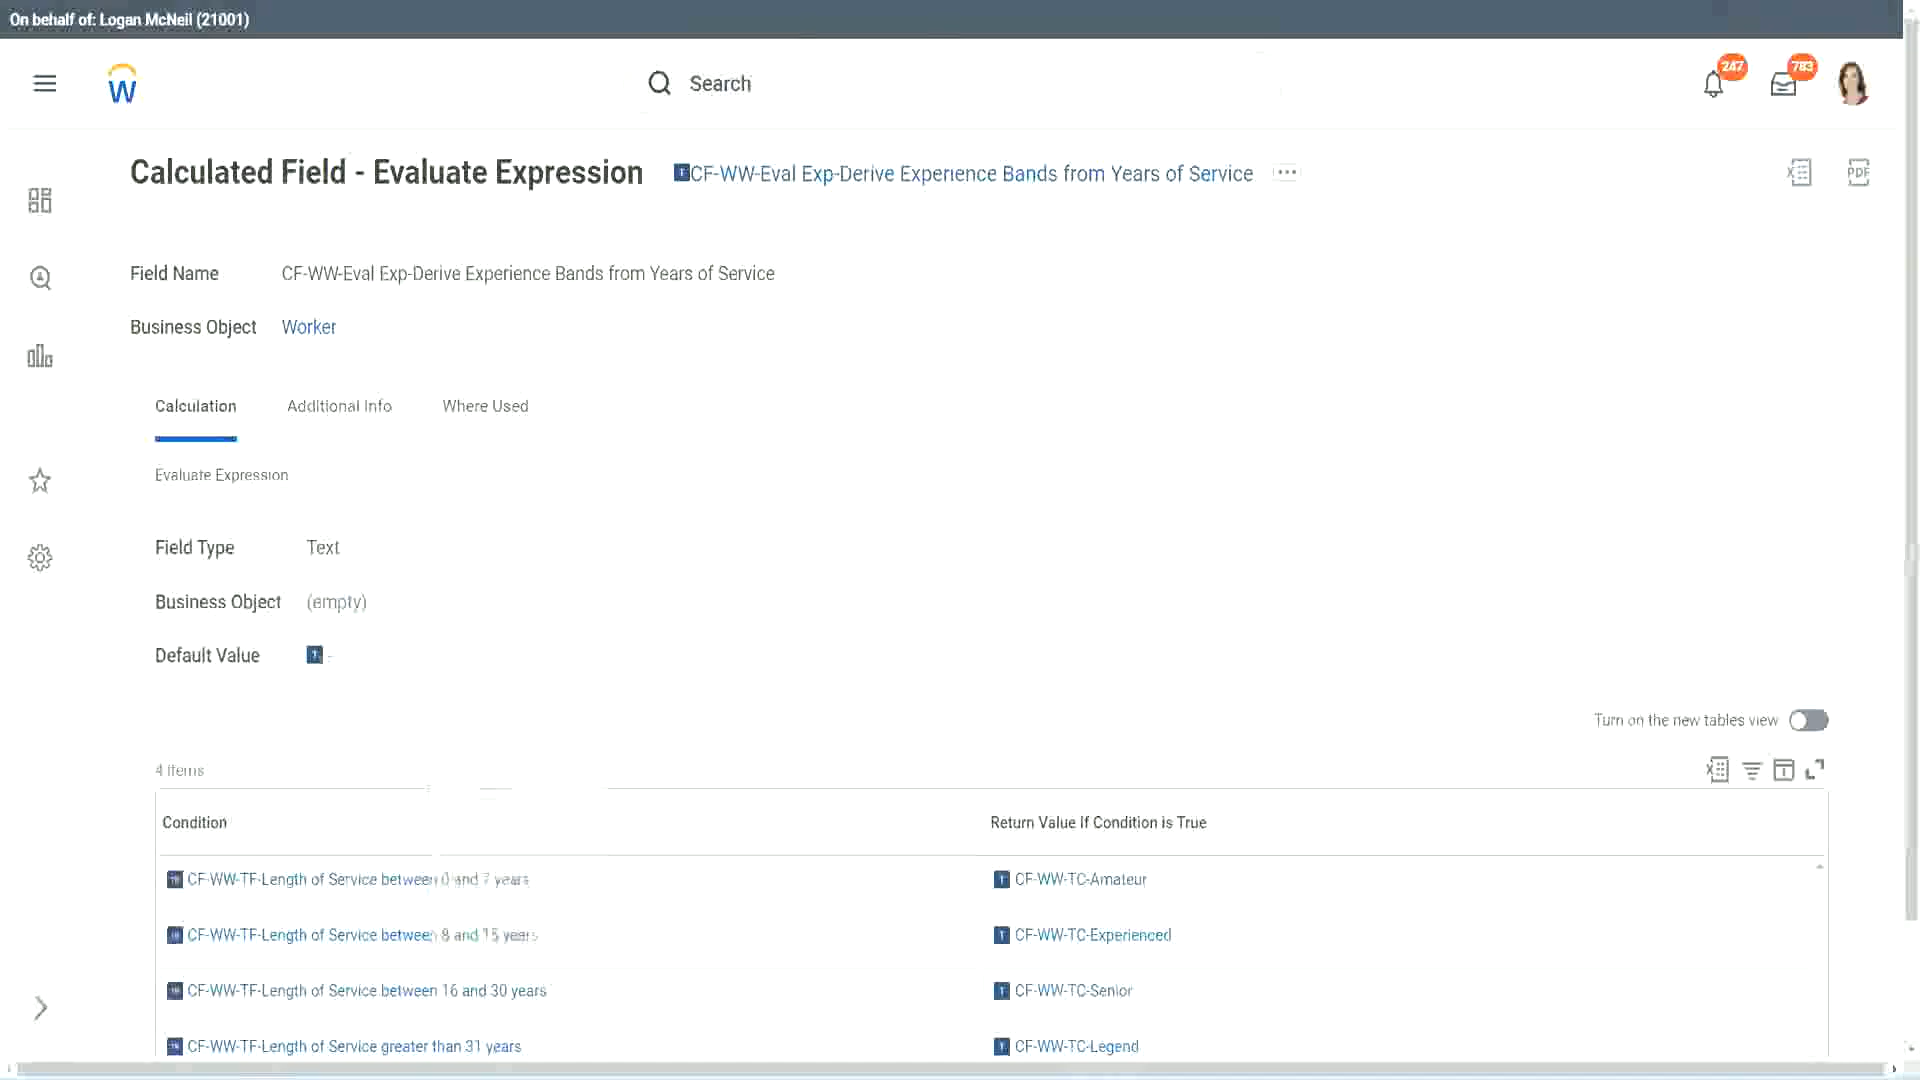 On behalf of: Logan McNeil (21001)
Search
247
783
Calculated Field - Evaluate Expression
CF-WW-Eval Exp-Derive Experience Bands from Years of Service
PDF
Field Name CF-WW-Eval Exp-Derive Experience Bands from Years of Service
Business Object Worker
Calculation Additional Info Where Used
Evaluate Expression
Field Type Text
Business Object (empty)
Default Value -
Turn on the new tables view
4 items
Condition Return Value If Condition is True
CF-WW-TF-Length of Service between 0 and 7 years CF-WW-TC-Amateur
CF-WW-TF-Length of Service between 8 and 15 years CF-WW-TC-Experienced
CF-WW-TF-Length of Service between 16 and 30 years CF-WW-TC-Senior
CF-WW-TF-Length of Service greater than 31 years CF-WW-TC-Legend